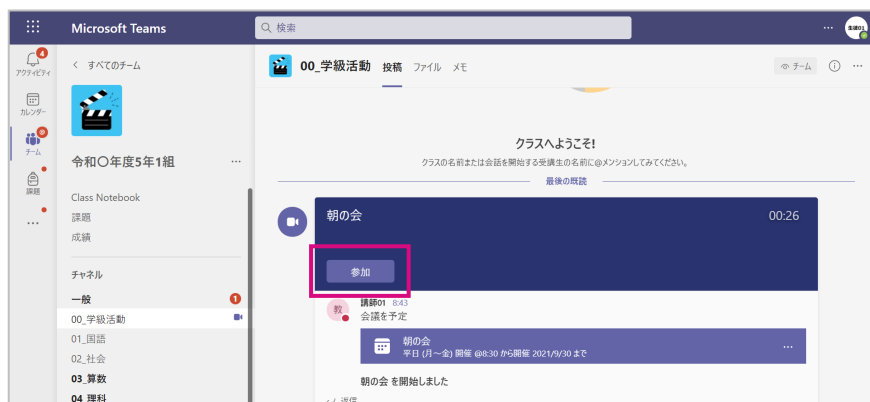 Microsoft Teams
検索
生徒01
4
アクティビティ
カレンダー
チーム
課題
すべてのチーム
令和〇年度5年1組
Class Notebook
課題
成績
チャネル
一般
1
00_学級活動
01_国語
02_社会
03_算数
04_理科
00_学級活動 投稿 ファイル メモ
チーム
クラスへようこそ!
クラスの名前または会話を開始する受講生の名前に@メンションしてみてください。
最後の既読
朝の会
00:26
参加
教
講師01 8:43
会議を予定
朝の会
平日 (月～金) 開催 @8:30 から開催 2021/9/30 まで
朝の会 を開始しました
返信